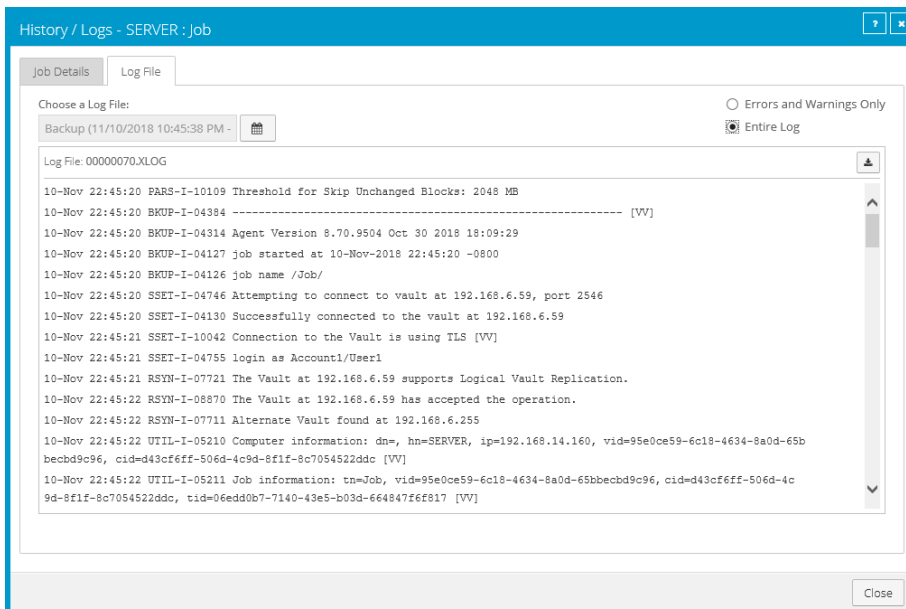 History / Logs - SERVER : Job
?
×
Job Details
Log File
Choose a Log File:
Errors and Warnings Only
Backup (11/10/2018 10:45:38 PM -
Entire Log
Log File: 00000070.XLOG
10-Nov 22:45:20 PARS-I-10109 Threshold for Skip Unchanged Blocks: 2048 MB
10-Nov 22:45:20 BKUP-I-04384 ------------------------------------------------------------ [VV]
10-Nov 22:45:20 BKUP-I-04314 Agent Version 8.70.9504 Oct 30 2018 18:09:29
10-Nov 22:45:20 BKUP-I-04127 job started at 10-Nov-2018 22:45:20 -0800
10-Nov 22:45:20 BKUP-I-04126 job name /Job/
10-Nov 22:45:20 SSET-I-04746 Attempting to connect to vault at 192.168.6.59, port 2546
10-Nov 22:45:20 SSET-I-04130 Successfully connected to the vault at 192.168.6.59
10-Nov 22:45:21 SSET-I-10042 Connection to the Vault is using TLS [VV]
10-Nov 22:45:21 SSET-I-04755 login as Account1/User1
10-Nov 22:45:21 RSYN-I-07721 The Vault at 192.168.6.59 supports Logical Vault Replication.
10-Nov 22:45:22 RSYN-I-08870 The Vault at 192.168.6.59 has accepted the operation.
10-Nov 22:45:22 RSYN-I-07711 Alternate Vault found at 192.168.6.255
10-Nov 22:45:22 UTIL-I-05210 Computer information: dn=, hn=SERVER, ip=192.168.14.160, vid=95e0ce59-6c18-4634-8a0d-65b
becbd9c96, cid=d43cf6ff-506d-4c9d-8f1f-8c7054522ddc [VV]
10-Nov 22:45:22 UTIL-I-05211 Job information: tn=Job, vid=95e0ce59-6c18-4634-8a0d-65bbecbd9c96, cid=d43cf6ff-506d-4c
9d-8f1f-8c7054522ddc, tid=06edd0b7-7140-43e5-b03d-664847f6f817 [VV]
Close